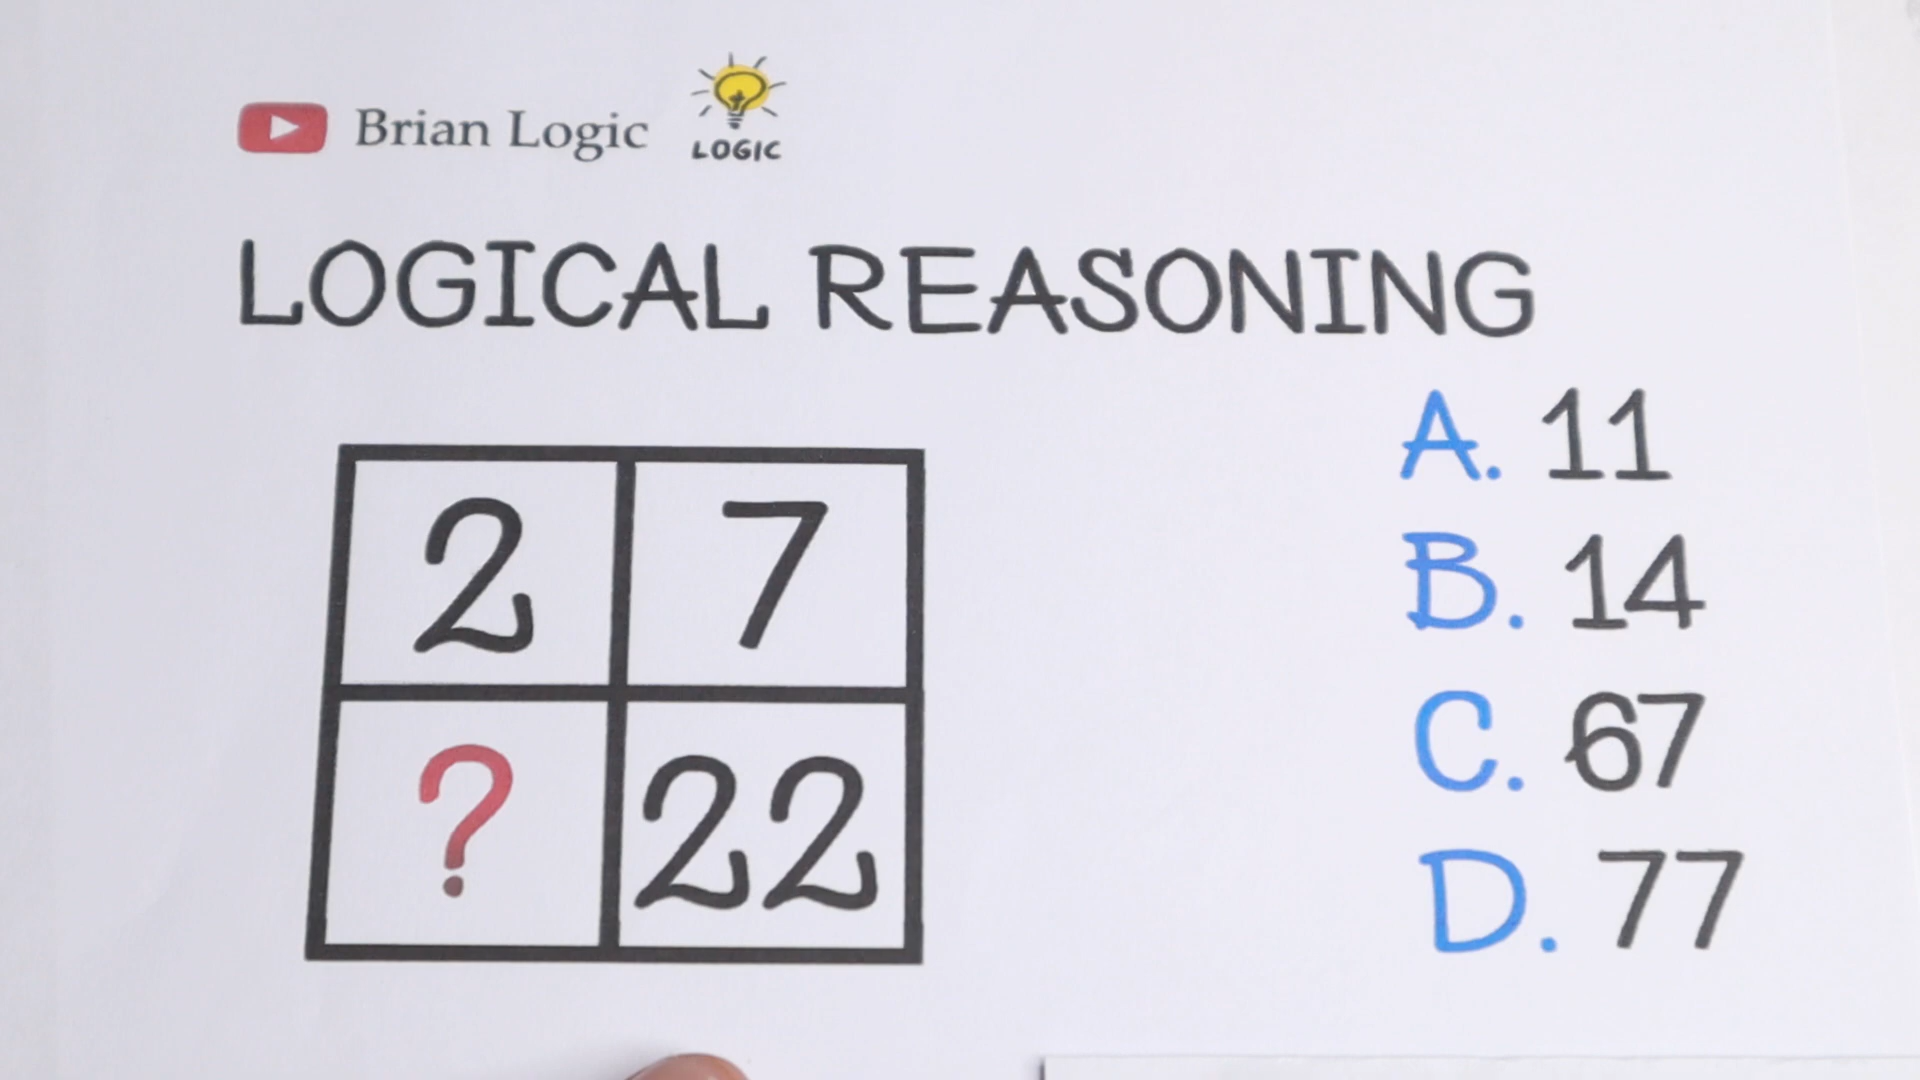 Brian Logic
LOGIC
LOGICAL REASONING
2 7
? 22
A. 11
B. 14
C. 67
D. 77